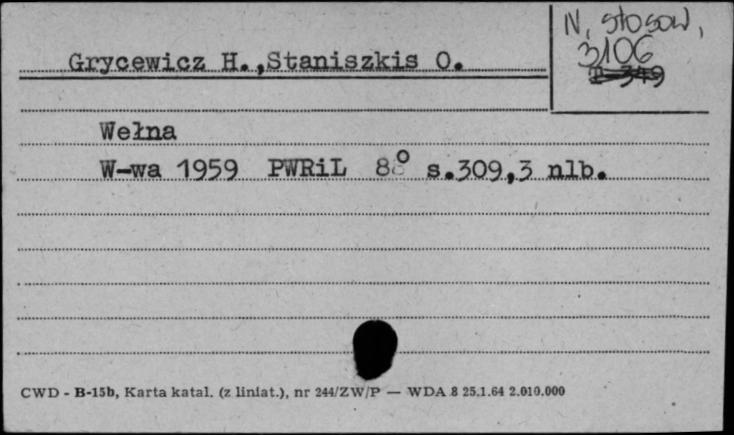 N. stosow,
3106
Grycewicz H.,Staniszkis O.
Wełna
W-wa 1959 PWRiL 8° s.309,3 nlb.
CWD - B-15b, Karta katal. (z liniat.), nr 244/ZW/P — WDA 8 25.1.64 2.010.000